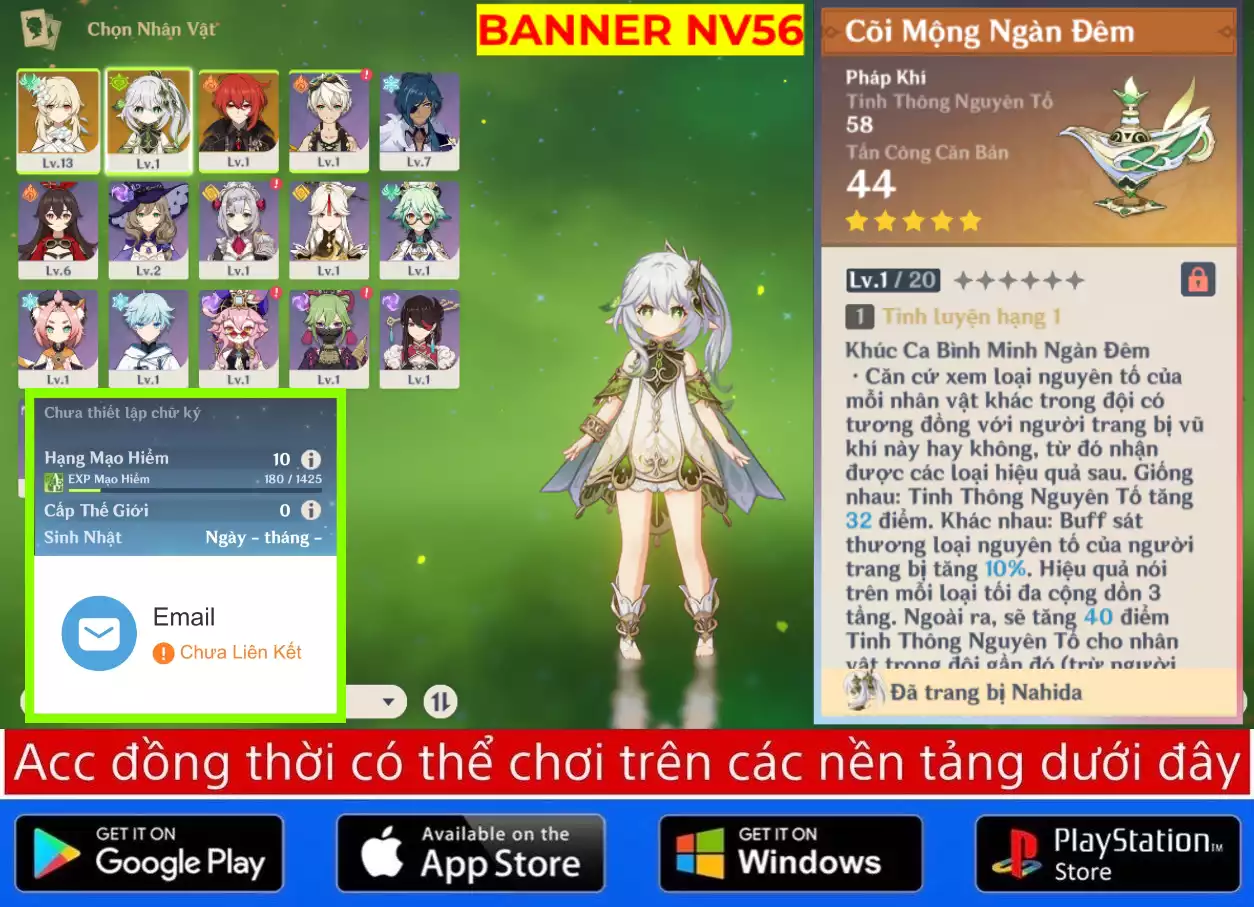 Chọn Nhân Vật
BANNER NV56
Lv.13
Lv.1
Lv.1
Lv.1
Lv.7
Lv.6
Lv.2
Lv.1
Lv.1
Lv.1
Lv.1
Lv.1
Lv.1
Lv.1
Lv.1
Chưa thiết lập chữ ký
Hạng Mạo Hiểm 10
EXP Mạo Hiểm 180 / 1425
Cấp Thế Giới 0
Sinh Nhật Ngày - tháng -
Email
Chưa Liên Kết
Cõi Mộng Ngàn Đêm
Pháp Khí
Tinh Thông Nguyên Tố
58
Tấn Công Căn Bản
44
Lv.1 / 20
1 Tinh luyện hạng 1
Khúc Ca Bình Minh Ngàn Đêm
· Căn cứ xem loại nguyên tố của
mỗi nhân vật khác trong đội có
tương đồng với người trang bị vũ
khí này hay không, từ đó nhận
được các loại hiệu quả sau. Giống
nhau: Tinh Thông Nguyên Tố tăng
32 điểm. Khác nhau: Buff sát
thương loại nguyên tố của người
trang bị tăng 10%. Hiệu quả nói
trên mỗi loại tối đa cộng dồn 3
tầng. Ngoài ra, sẽ tăng 40 điểm
Tinh Thông Nguyên Tố cho nhân
vật trong đội gần đó (trừ người
Đã trang bị Nahida
Acc đồng thời có thể chơi trên các nền tảng dưới đây
GET IT ON
Google Play
Available on the
App Store
GET IT ON
Windows
PlayStation™
Store